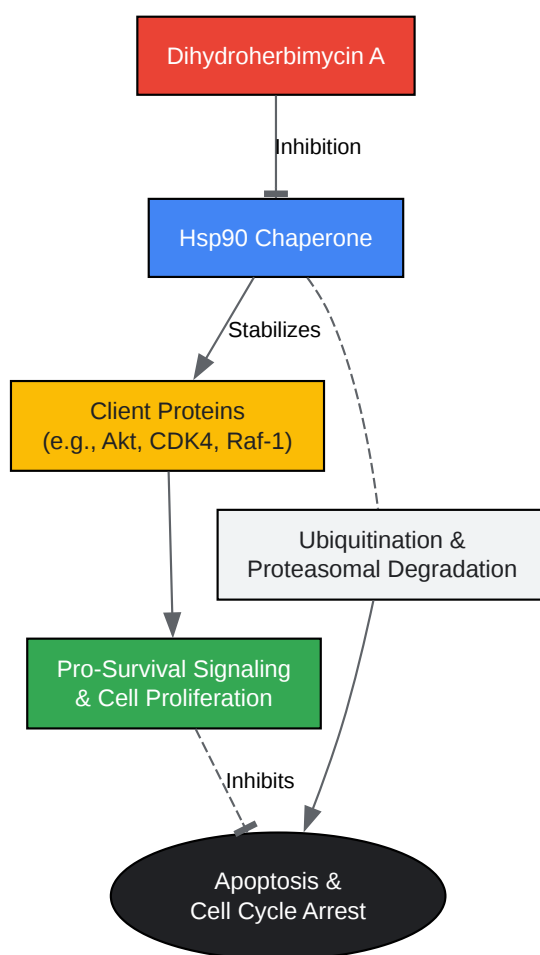 Dihydroherbimycin A
Inhibition
Hsp90 Chaperone
Stabilizes
Client Proteins
(e.g., Akt, CDK4, Raf-1)
Ubiquitination &
Proteasomal Degradation
Pro-Survival Signaling
& Cell Proliferation
Inhibits
Apoptosis &
Cell Cycle Arrest